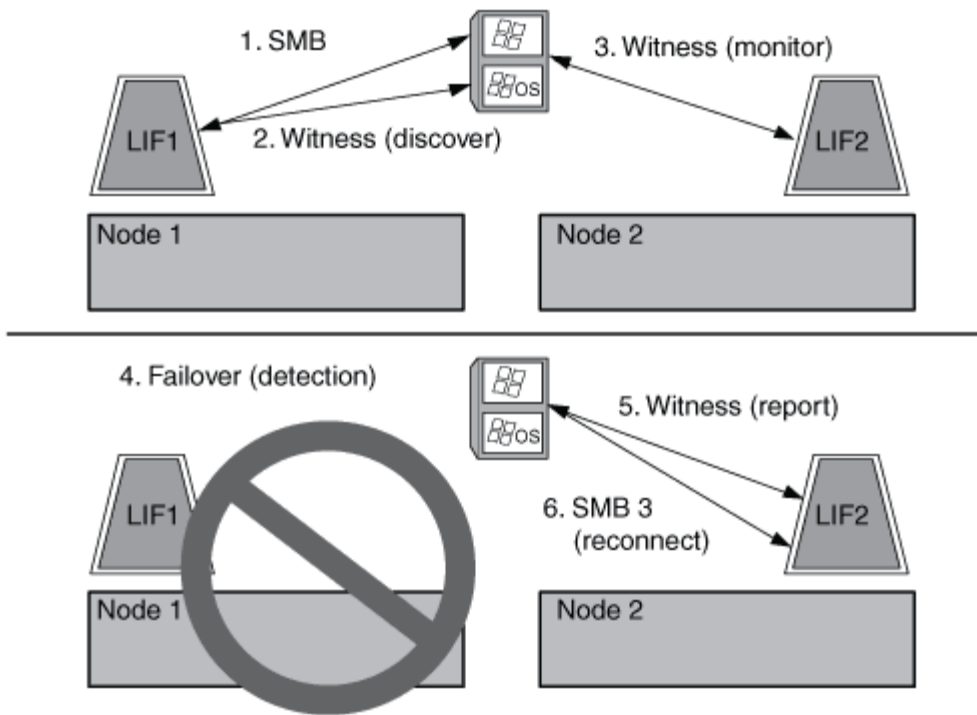 1. SMB
2. Witness (discover)
3. Witness (monitor)
OS
LIF1
LIF2
Node 1
Node 2
4. Failover (detection)
OS
5. Witness (report)
6. SMB 3
(reconnect)
LIF1
LIF2
Node 1
Node 2